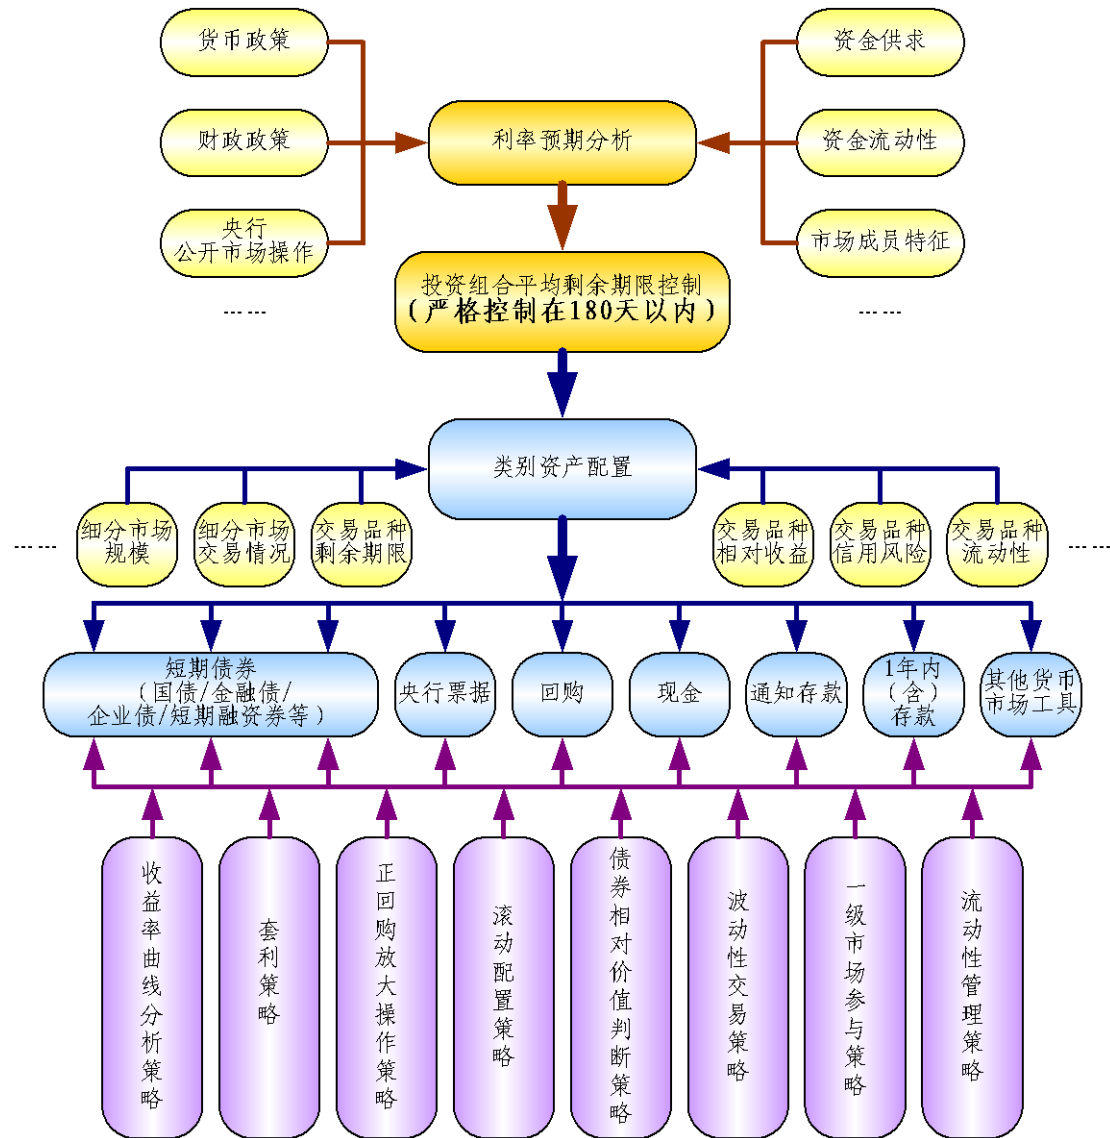 货币政策
资金供求
利率预期分析
财政政策
资金流动性
央行
公开市场操作
市场成员特征
投资组合平均剩余期限控制
（严格控制在180天以内）
……
……
类别资产配置
细分市场
规模
细分市场
交易情况
交易品种
剩余期限
交易品种
相对收益
交易品种
信用风险
交易品种
流动性
……
……
短期债券
（国债/金融债/
企业债/短期融资券等）
央行票据
回购
现金
通知存款
1年内
（含）
存款
其他货币
市场工具
收益率曲线分析策略
套利策略
正回购放大操作策略
滚动配置策略
债券相对价值判断策略
波动性交易策略
一级市场参与策略
流动性管理策略